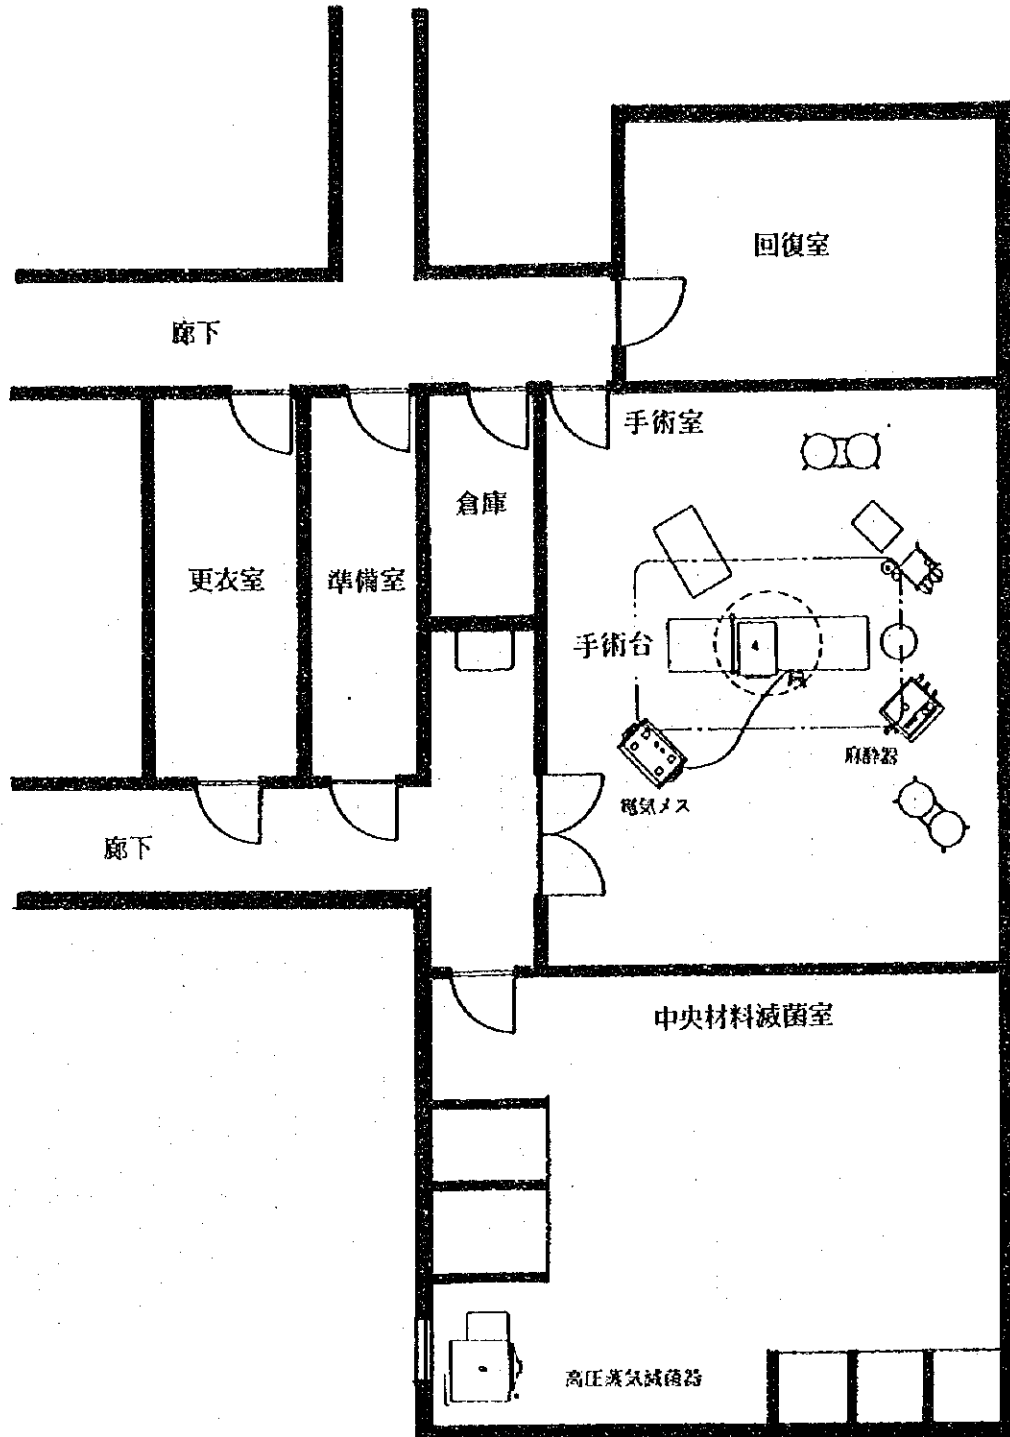 回復室
廊下
手術室
倉庫
更衣室
準備室
手術台
麻酔器
電気メス
廊下
中央材料滅菌室
高圧蒸気滅菌器